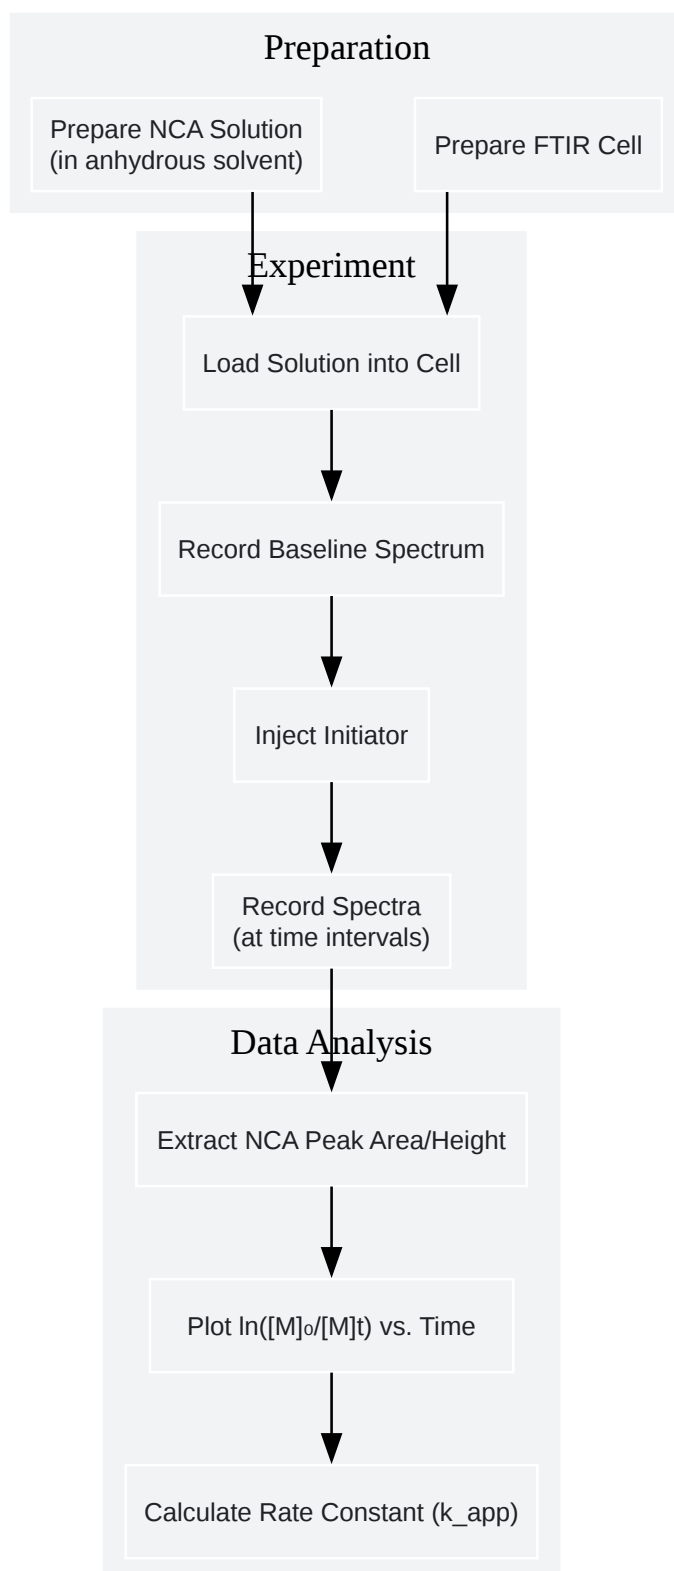 Preparation
Prepare NCA Solution
(in anhydrous solvent)
Prepare FTIR Cell
Experiment
Load Solution into Cell
Record Baseline Spectrum
Inject Initiator
Record Spectra
(at time intervals)
Data Analysis
Extract NCA Peak Area/Height
Plot ln([M]₀/[M]t) vs. Time
Calculate Rate Constant (k_app)